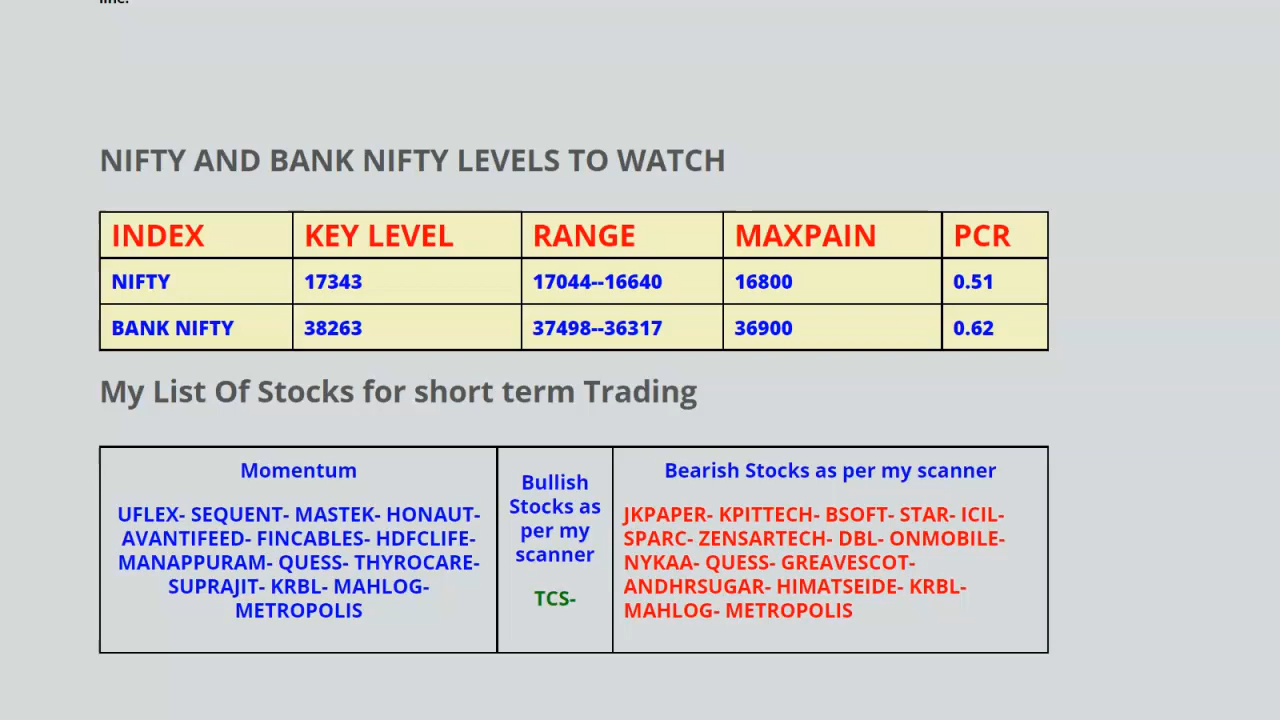 line.
NIFTY AND BANK NIFTY LEVELS TO WATCH
INDEX KEY LEVEL RANGE MAXPAIN PCR
NIFTY 17343 17044--16640 16800 0.51
BANK NIFTY 38263 37498--36317 36900 0.62
My List Of Stocks for short term Trading
Momentum
UFLEX- SEQUENT- MASTEK- HONAUT-
AVANTIFEED- FINCABLES- HDFCLIFE-
MANAPPURAM- QUESS- THYROCARE-
SUPRAJIT- KRBL- MAHLOG-
METROPOLIS
Bullish
Stocks as
per my
scanner
TCS-
Bearish Stocks as per my scanner
JKPAPER- KPITTECH- BSOFT- STAR- ICIL-
SPARC- ZENSARTECH- DBL- ONMOBILE-
NYKAA- QUESS- GREAVESCOT-
ANDHRSUGAR- HIMATSEIDE- KRBL-
MAHLOG- METROPOLIS